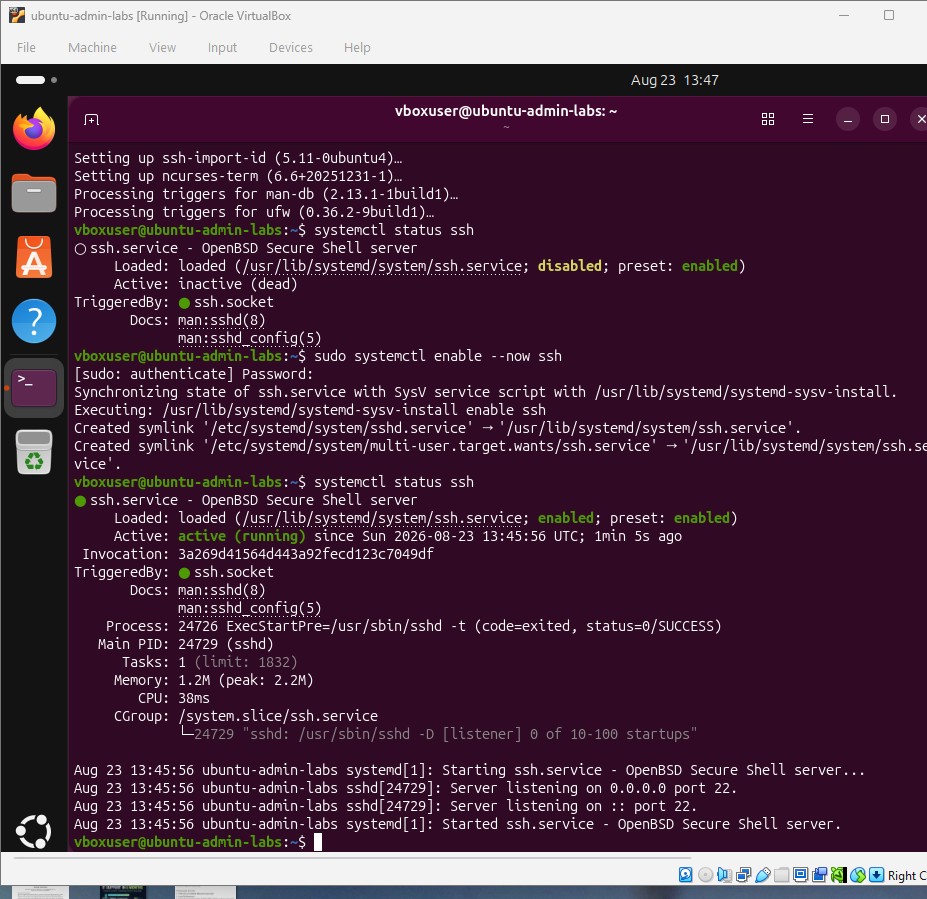 ubuntu-admin-labs [Running] - Oracle VirtualBox
File Machine View Input Devices Help
Aug 23 13:47
vboxuser@ubuntu-admin-labs: ~
~
Setting up ssh-import-id (5.11-0ubuntu4)…
Setting up ncurses-term (6.6+20251231-1)…
Processing triggers for man-db (2.13.1-1build1)…
Processing triggers for ufw (0.36.2-9build1)…
vboxuser@ubuntu-admin-labs:~$ systemctl status ssh
○ ssh.service - OpenBSD Secure Shell server
Loaded: loaded (/usr/lib/systemd/system/ssh.service; disabled; preset: enabled)
Active: inactive (dead)
TriggeredBy: ● ssh.socket
Docs: man:sshd(8)
man:sshd_config(5)
vboxuser@ubuntu-admin-labs:~$ sudo systemctl enable --now ssh
[sudo: authenticate] Password:
Synchronizing state of ssh.service with SysV service script with /usr/lib/systemd/systemd-sysv-install.
Executing: /usr/lib/systemd/systemd-sysv-install enable ssh
Created symlink '/etc/systemd/system/sshd.service' → '/usr/lib/systemd/system/ssh.service'.
Created symlink '/etc/systemd/system/multi-user.target.wants/ssh.service' → '/usr/lib/systemd/system/ssh.se
vice'.
vboxuser@ubuntu-admin-labs:~$ systemctl status ssh
● ssh.service - OpenBSD Secure Shell server
Loaded: loaded (/usr/lib/systemd/system/ssh.service; enabled; preset: enabled)
Active: active (running) since Sun 2026-08-23 13:45:56 UTC; 1min 5s ago
Invocation: 3a269d41564d443a92fecd123c7049df
TriggeredBy: ● ssh.socket
Docs: man:sshd(8)
man:sshd_config(5)
Process: 24726 ExecStartPre=/usr/sbin/sshd -t (code=exited, status=0/SUCCESS)
Main PID: 24729 (sshd)
Tasks: 1 (limit: 1832)
Memory: 1.2M (peak: 2.2M)
CPU: 38ms
CGroup: /system.slice/ssh.service
└─24729 "sshd: /usr/sbin/sshd -D [listener] 0 of 10-100 startups"
Aug 23 13:45:56 ubuntu-admin-labs systemd[1]: Starting ssh.service - OpenBSD Secure Shell server...
Aug 23 13:45:56 ubuntu-admin-labs sshd[24729]: Server listening on 0.0.0.0 port 22.
Aug 23 13:45:56 ubuntu-admin-labs sshd[24729]: Server listening on :: port 22.
Aug 23 13:45:56 ubuntu-admin-labs systemd[1]: Started ssh.service - OpenBSD Secure Shell server.
vboxuser@ubuntu-admin-labs:~$
Right C